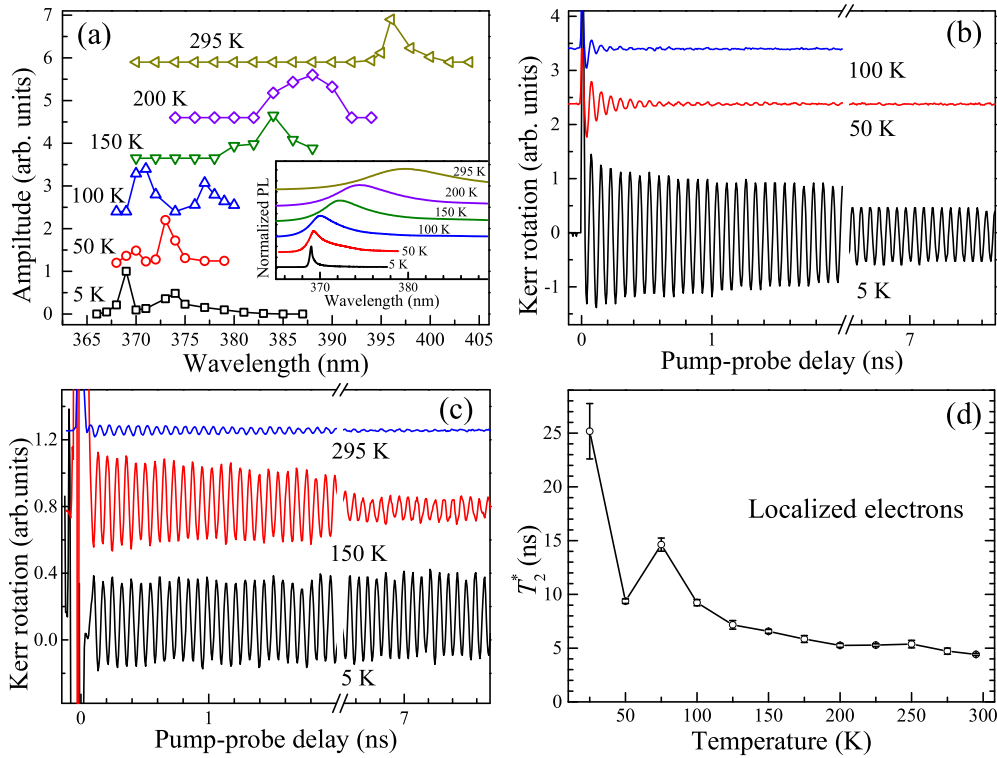 (a)
7
6
5
4
3
2
1
0
Ampiltude (arb. units)
295 K
200 K
150 K
100 K
50 K
5 K
365 370 375 380 385 390 395 400 405
Wavelength (nm)
Normalized PL
295 K
200 K
150 K
100 K
50 K
5 K
370 380
Wavelength (nm)
(b)
4
3
2
1
0
-1
Kerr rotation (arb. units)
100 K
50 K
5 K
0 1 7
Pump-probe delay (ns)
(c)
1.2
0.8
0.4
0.0
Kerr rotation (arb.units)
295 K
150 K
5 K
0 1 7
Pump-probe delay (ns)
(d)
25
20
15
10
5
0
T2* (ns)
Localized electrons
50 100 150 200 250 300
Temperature (K)